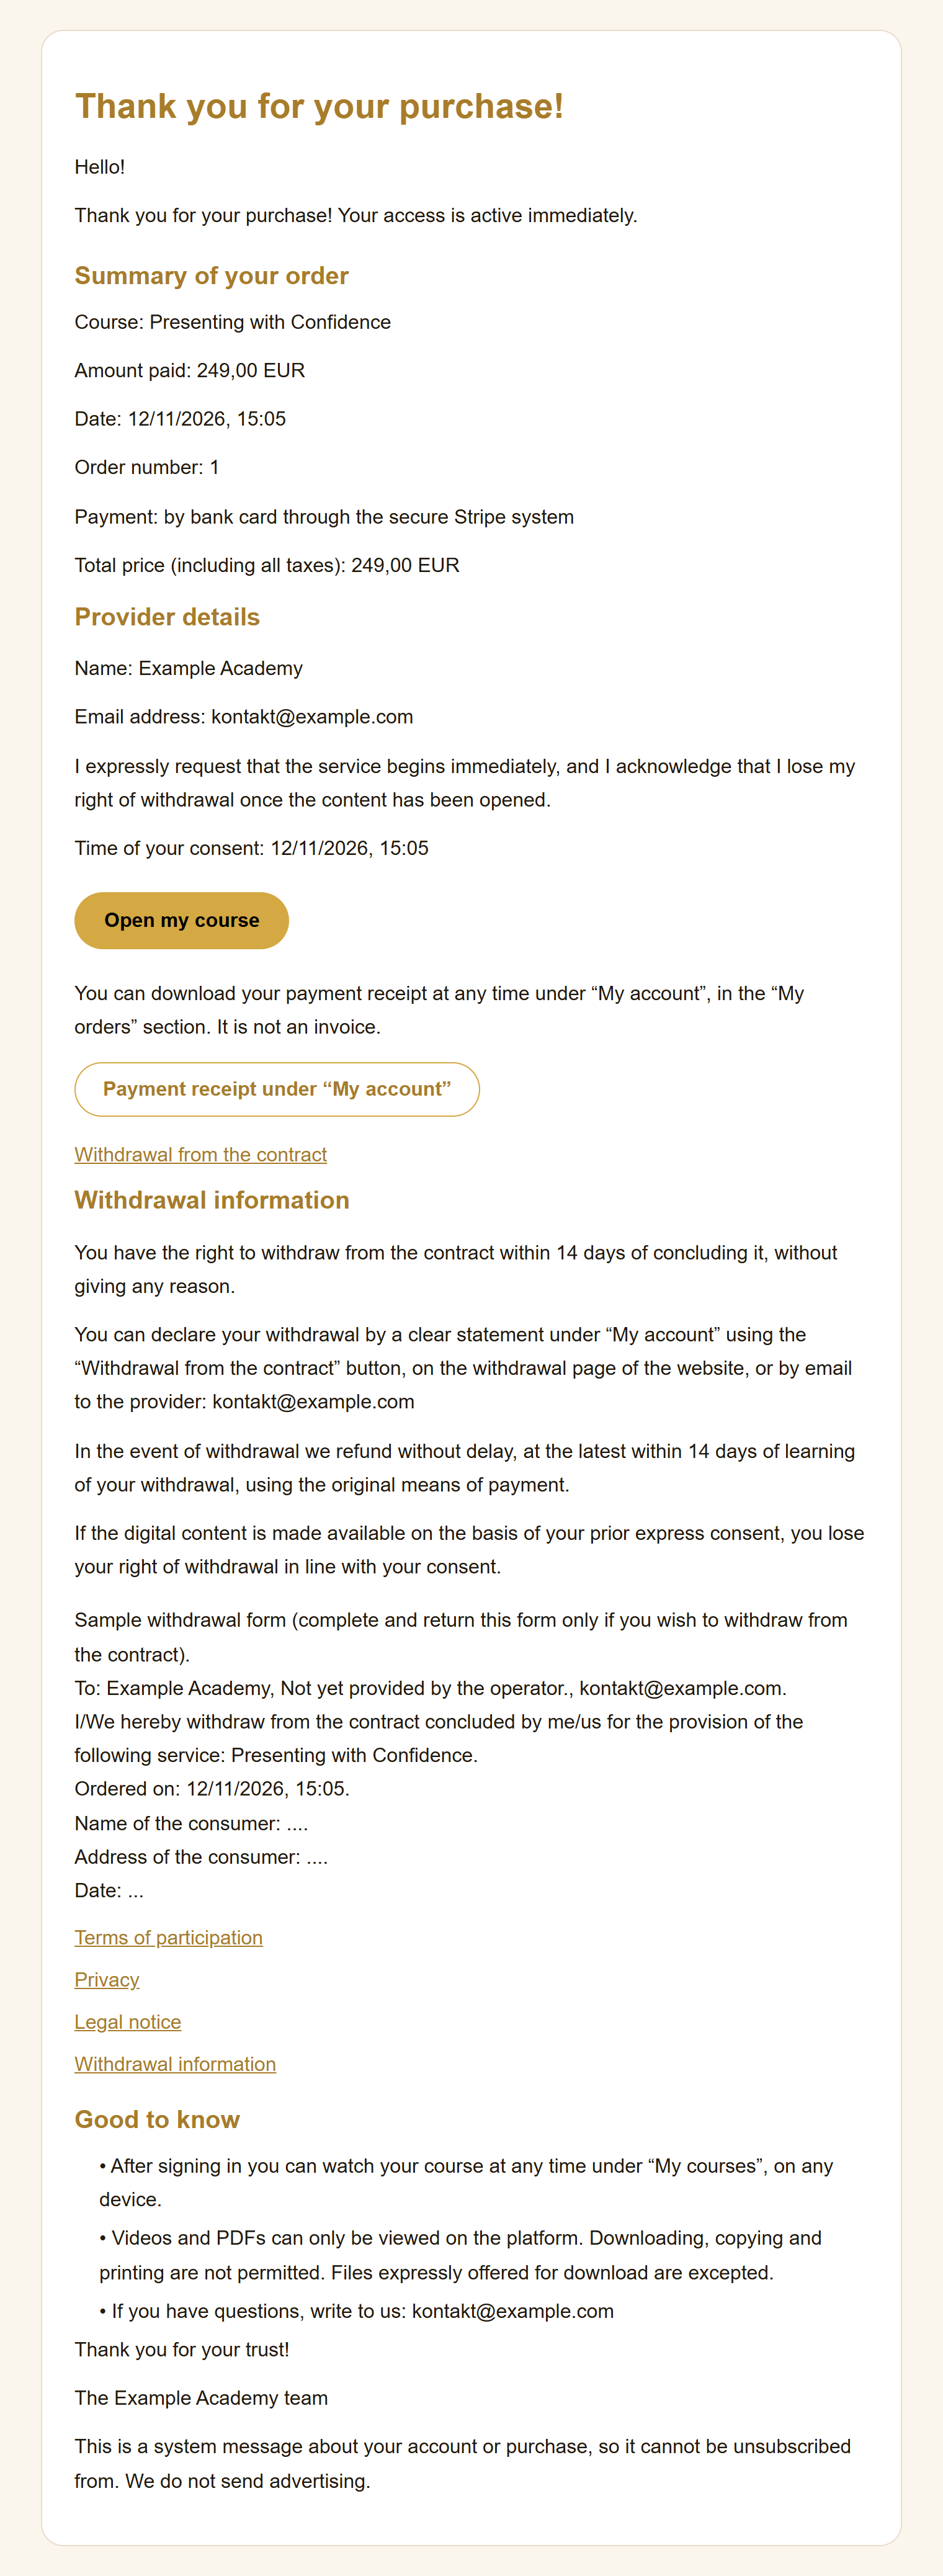 Thank you for your purchase!
Hello!
Thank you for your purchase! Your access is active immediately.
Summary of your order
Course: Presenting with Confidence
Amount paid: 249,00 EUR
Date: 12/11/2026, 15:05
Order number: 1
Payment: by bank card through the secure Stripe system
Total price (including all taxes): 249,00 EUR
Provider details
Name: Example Academy
Email address: kontakt@example.com
I expressly request that the service begins immediately, and I acknowledge that I lose my
right of withdrawal once the content has been opened.
Time of your consent: 12/11/2026, 15:05
Open my course
You can download your payment receipt at any time under “My account”, in the “My
orders” section. It is not an invoice.
Payment receipt under “My account”
Withdrawal from the contract
Withdrawal information
You have the right to withdraw from the contract within 14 days of concluding it, without
giving any reason.
You can declare your withdrawal by a clear statement under “My account” using the
“Withdrawal from the contract” button, on the withdrawal page of the website, or by email
to the provider: kontakt@example.com
In the event of withdrawal we refund without delay, at the latest within 14 days of learning
of your withdrawal, using the original means of payment.
If the digital content is made available on the basis of your prior express consent, you lose
your right of withdrawal in line with your consent.
Sample withdrawal form (complete and return this form only if you wish to withdraw from
the contract).
To: Example Academy, Not yet provided by the operator., kontakt@example.com.
I/We hereby withdraw from the contract concluded by me/us for the provision of the
following service: Presenting with Confidence.
Ordered on: 12/11/2026, 15:05.
Name of the consumer: ....
Address of the consumer: ....
Date: ...
Terms of participation
Privacy
Legal notice
Withdrawal information
Good to know
• After signing in you can watch your course at any time under “My courses”, on any
device.
• Videos and PDFs can only be viewed on the platform. Downloading, copying and
printing are not permitted. Files expressly offered for download are excepted.
• If you have questions, write to us: kontakt@example.com
Thank you for your trust!
The Example Academy team
This is a system message about your account or purchase, so it cannot be unsubscribed
from. We do not send advertising.